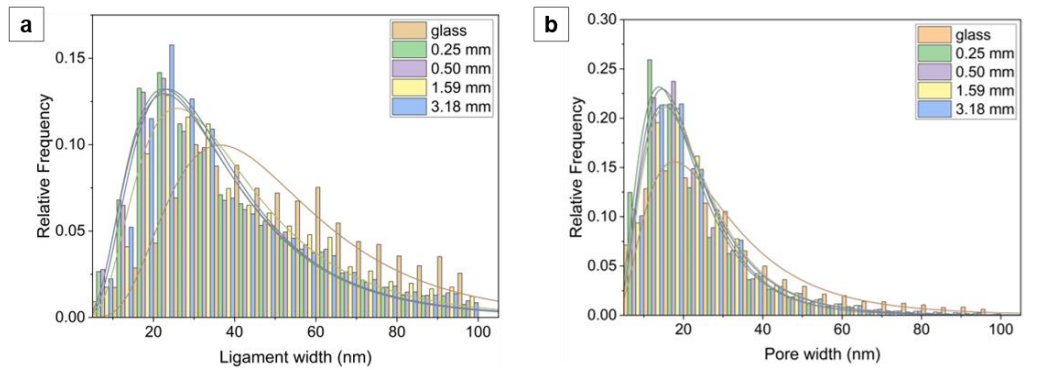 a
0.15
0.10
0.05
0.00
Relative Frequency
20 40 60 80 100
Ligament width (nm)
glass
0.25 mm
0.50 mm
1.59 mm
3.18 mm
b
0.30
0.25
0.20
0.15
0.10
0.05
0.00
Relative Frequency
20 40 60 80 100
Pore width (nm)
glass
0.25 mm
0.50 mm
1.59 mm
3.18 mm